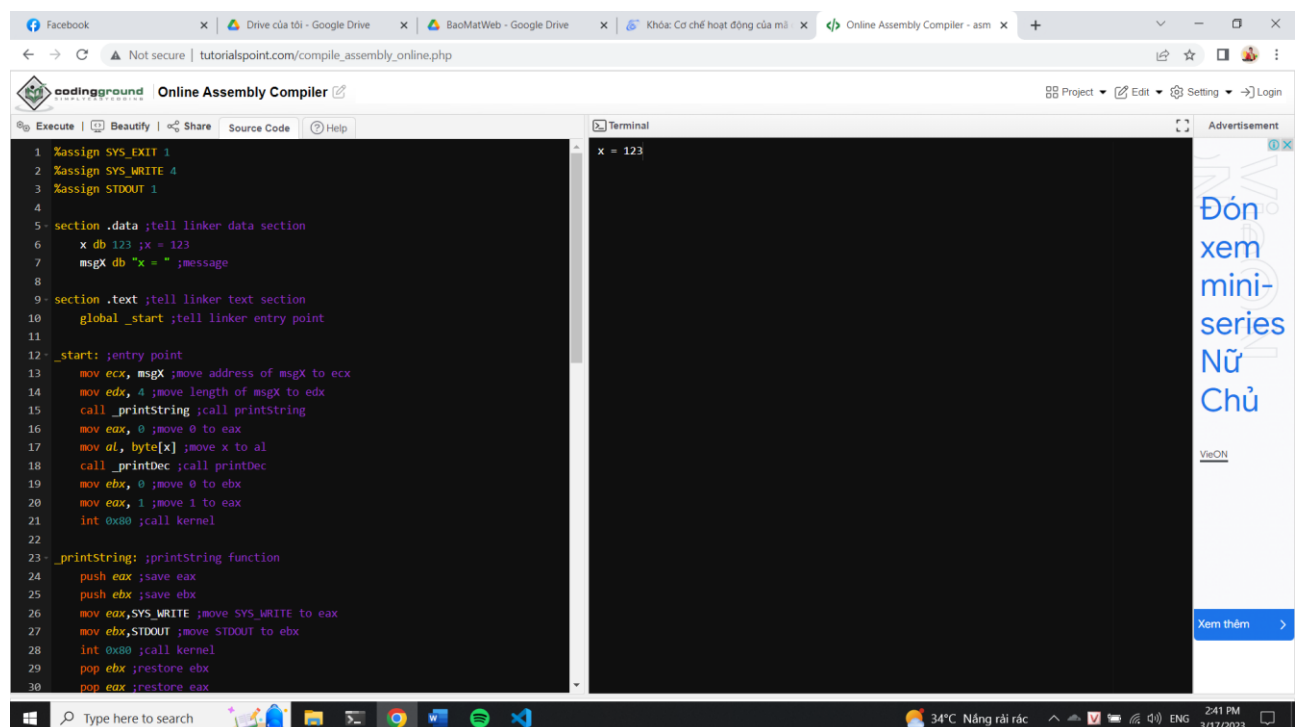 Facebook
Drive của tôi - Google Drive
BaoMatWeb - Google Drive
Khóa: Cơ chế hoạt động của mã
Online Assembly Compiler - asm
Not secure | tutorialspoint.com/compile_assembly_online.php
codingground
SIMPLYEASYCODING
Online Assembly Compiler
Project Edit Setting Login
Execute | Beautify | Share Source Code Help
Terminal
Advertisement
1 %assign SYS_EXIT 1
2 %assign SYS_WRITE 4
3 %assign STDOUT 1
4
5 section .data ;tell linker data section
6 x db 123 ;x = 123
7 msgX db "x = " ;message
8
9 section .text ;tell linker text section
10 global _start ;tell linker entry point
11
12 _start: ;entry point
13 mov ecx, msgX ;move address of msgX to ecx
14 mov edx, 4 ;move length of msgX to edx
15 call _printString ;call printString
16 mov eax, 0 ;move 0 to eax
17 mov al, byte[x] ;move x to al
18 call _printDec ;call printDec
19 mov ebx, 0 ;move 0 to ebx
20 mov eax, 1 ;move 1 to eax
21 int 0x80 ;call kernel
22
23 _printString: ;printString function
24 push eax ;save eax
25 push ebx ;save ebx
26 mov eax,SYS_WRITE ;move SYS_WRITE to eax
27 mov ebx,STDOUT ;move STDOUT to ebx
28 int 0x80 ;call kernel
29 pop ebx ;restore ebx
30 pop eax ;restore eax
x = 123
Đón
xem
mini-
series
Nữ
Chủ
VieON
Xem thêm
Type here to search
34°C Nắng rải rác
ENG
2:41 PM
3/17/2023